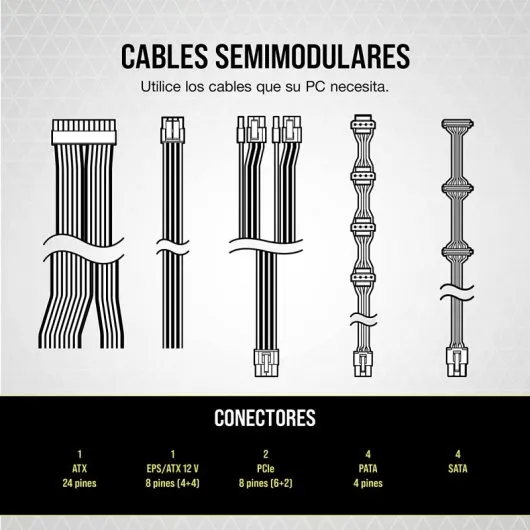 CABLES SEMIMODULARES
Utilice los cables que su PC necesita.
CONECTORES
1
ATX
24 pines
1
EPS/ATX 12 V
8 pines (4+4)
2
PCIe
8 pines (6+2)
4
PATA
4 pines
4
SATA